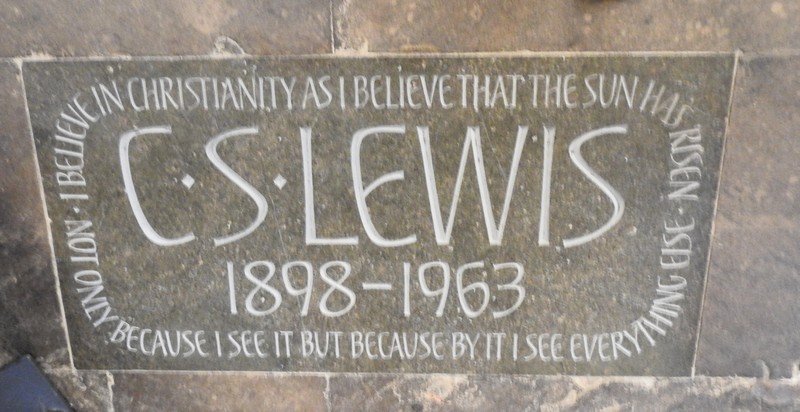 I BELIEVE IN CHRISTIANITY AS I BELIEVE THAT THE SUN HAS RISEN · NOT ONLY BECAUSE I SEE IT BUT BECAUSE BY IT I SEE EVERYTHING ELSE ·
C·S·LEWIS
1898–1963